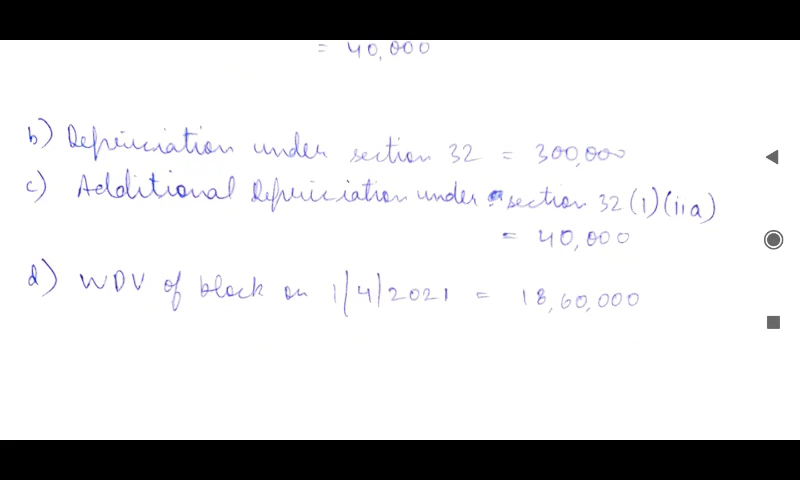 = 40,000
b) Depreciation under section 32 = 300,000
c) Additional Depreciation under section 32 (1) (iia)
= 40,000
d) WDV of block on 1/4/2021 = 18,60,000